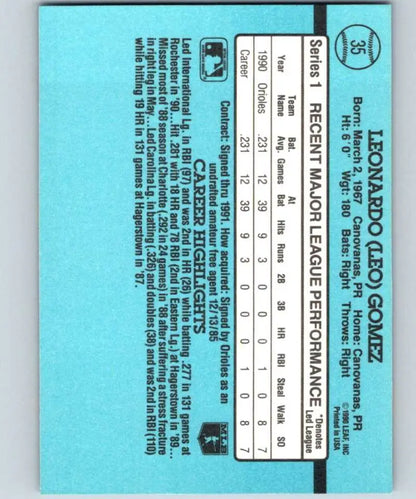 35
LEONARDO (LEO) GOMEZ
Born: March 2, 1967 Canovanas, PR Home: Canovanas, PR
Ht: 6' 0" Wgt: 180 Bats: Right Throws: Right
© 1990 LEAF, INC.
Printed in USA
Series 1 RECENT MAJOR LEAGUE PERFORMANCE *Denotes Led League
Year Team Name Bat. Avg. Games At Bat Hits Runs 2B 3B HR RBI Steal Walk SO
1990 Orioles .231 12 39 9 3 0 0 0 1 0 8 7
Career .231 12 39 9 3 0 0 0 1 0 8 7
Contract: Signed thru 1991. How acquired: Signed by Orioles as an
undrafted amateur free agent 12/13/85
CAREER HIGHLIGHTS
Led International Lg. in RBI (97) and was 2nd in HR (26) while batting .277 in 131 games at
Rochester in '90... Hit .281 with 18 HR and 78 RBI (2nd in Eastern Lg.) at Hagerstown in '89...
Missed most of '88 season at Charlotte (.292 in 24 games) in '88 after suffering a stress fracture
in right leg in May... Led Carolina Lg. in batting (.326) and doubles (38) and was 2nd in RBI (110)
while hitting 19 HR in 131 games at Hagerstown in '87.